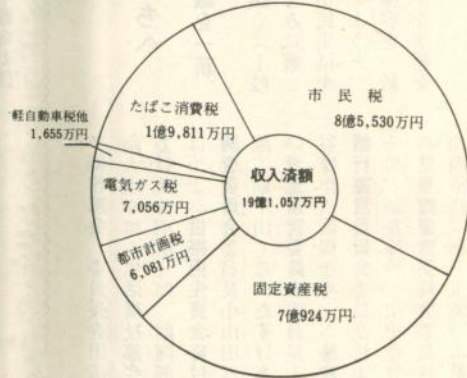 市民税
8億5,530万円
たばこ消費税
1億9,811万円
軽自動車税他
1,655万円
電気ガス税
7,056万円
都市計画税
6,081万円
固定資産税
7億924万円
収入済額
19億1,057万円